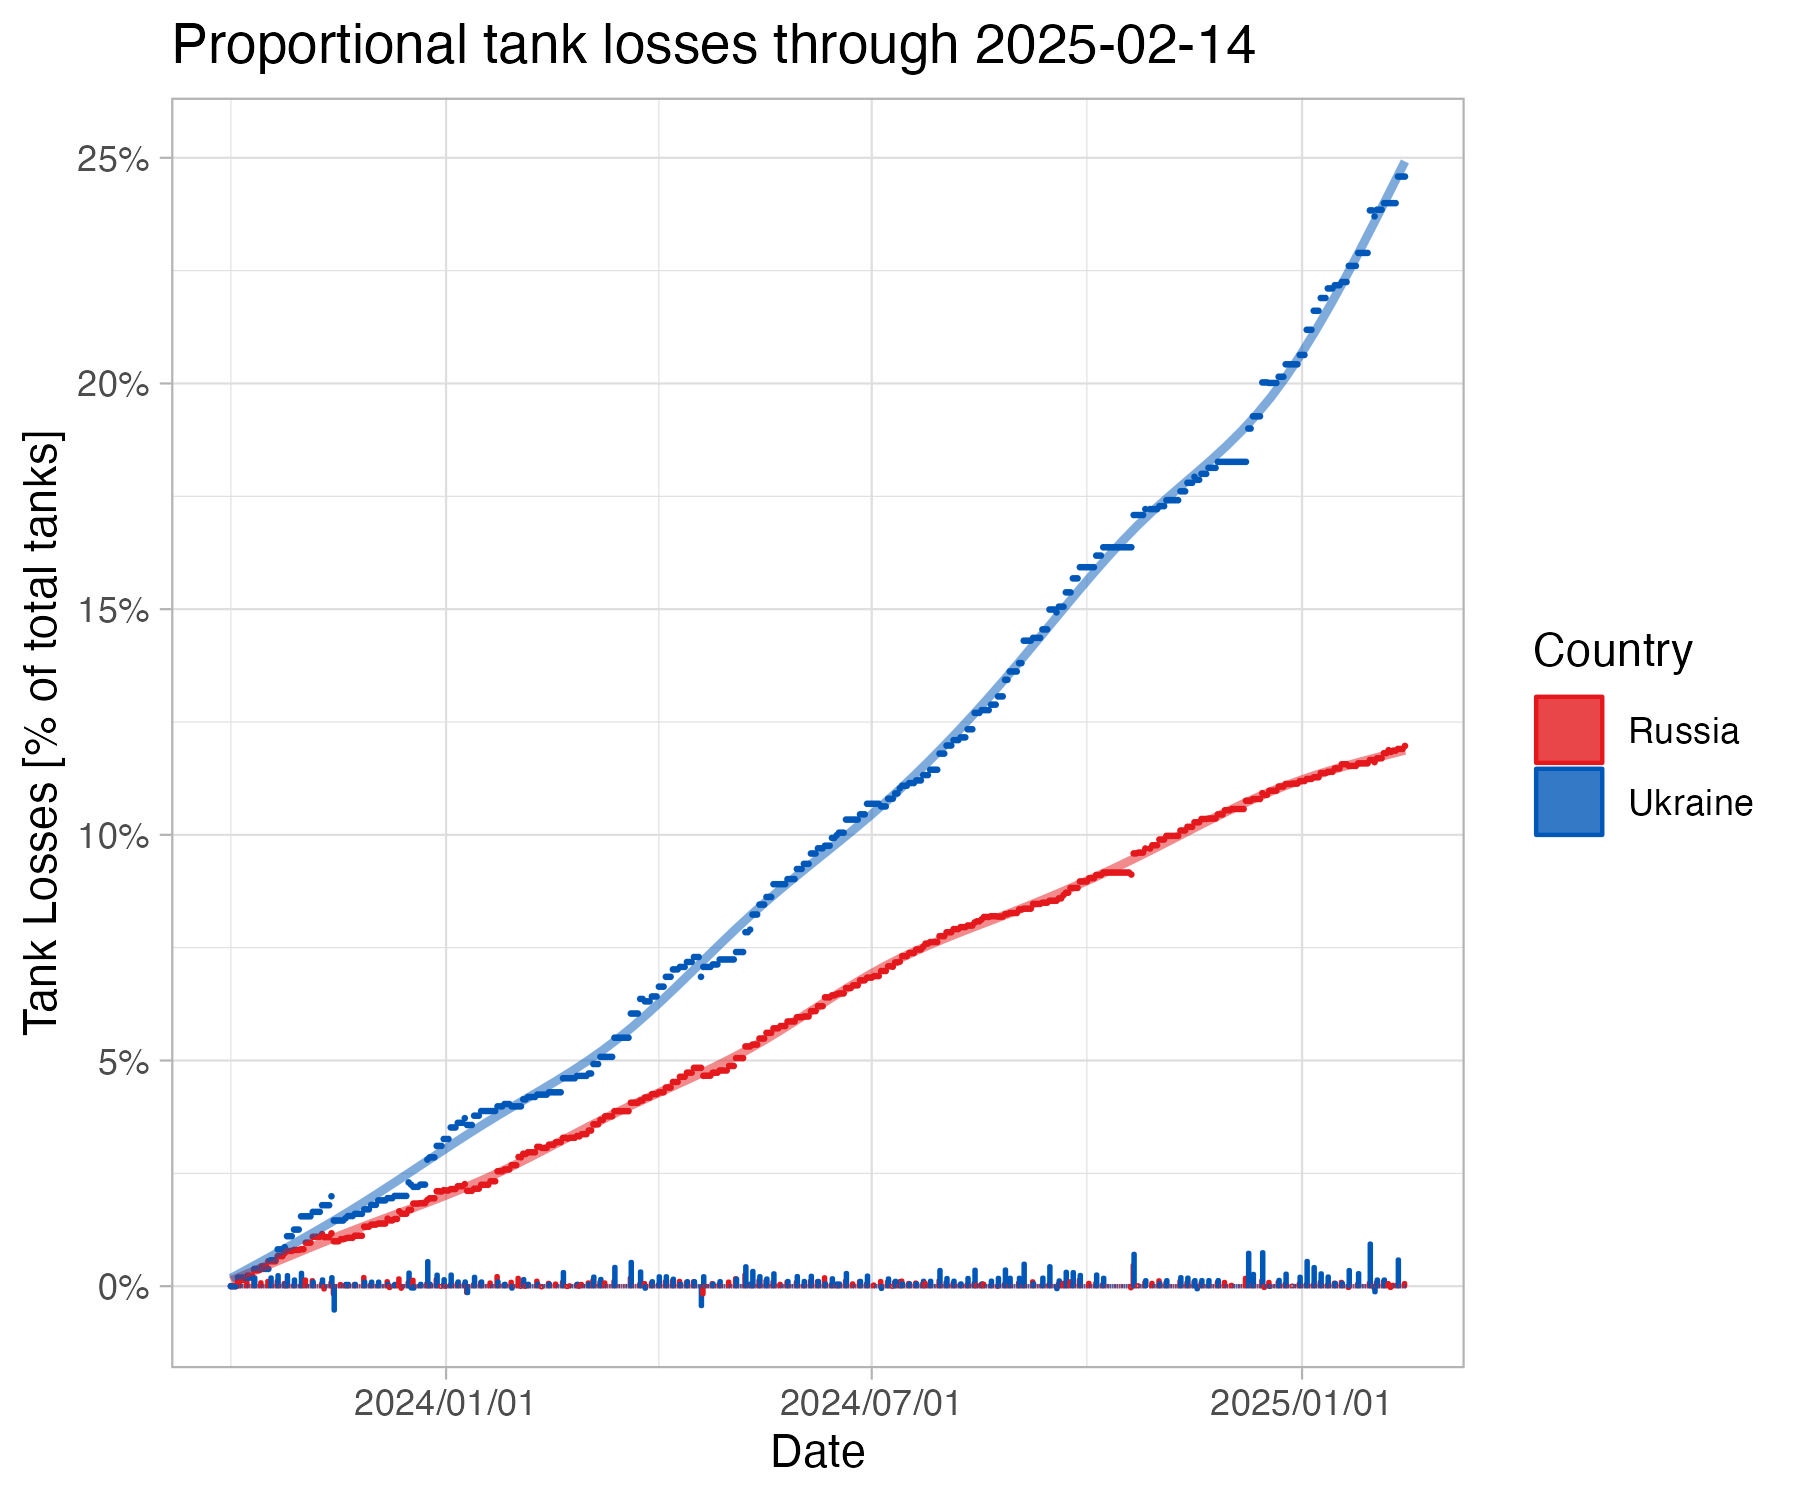 Proportional tank losses through 2025-02-14
Tank Losses [% of total tanks]
25%
20%
15%
10%
5%
0%
2024/01/01
2024/07/01
2025/01/01
Date
Country
Russia
Ukraine